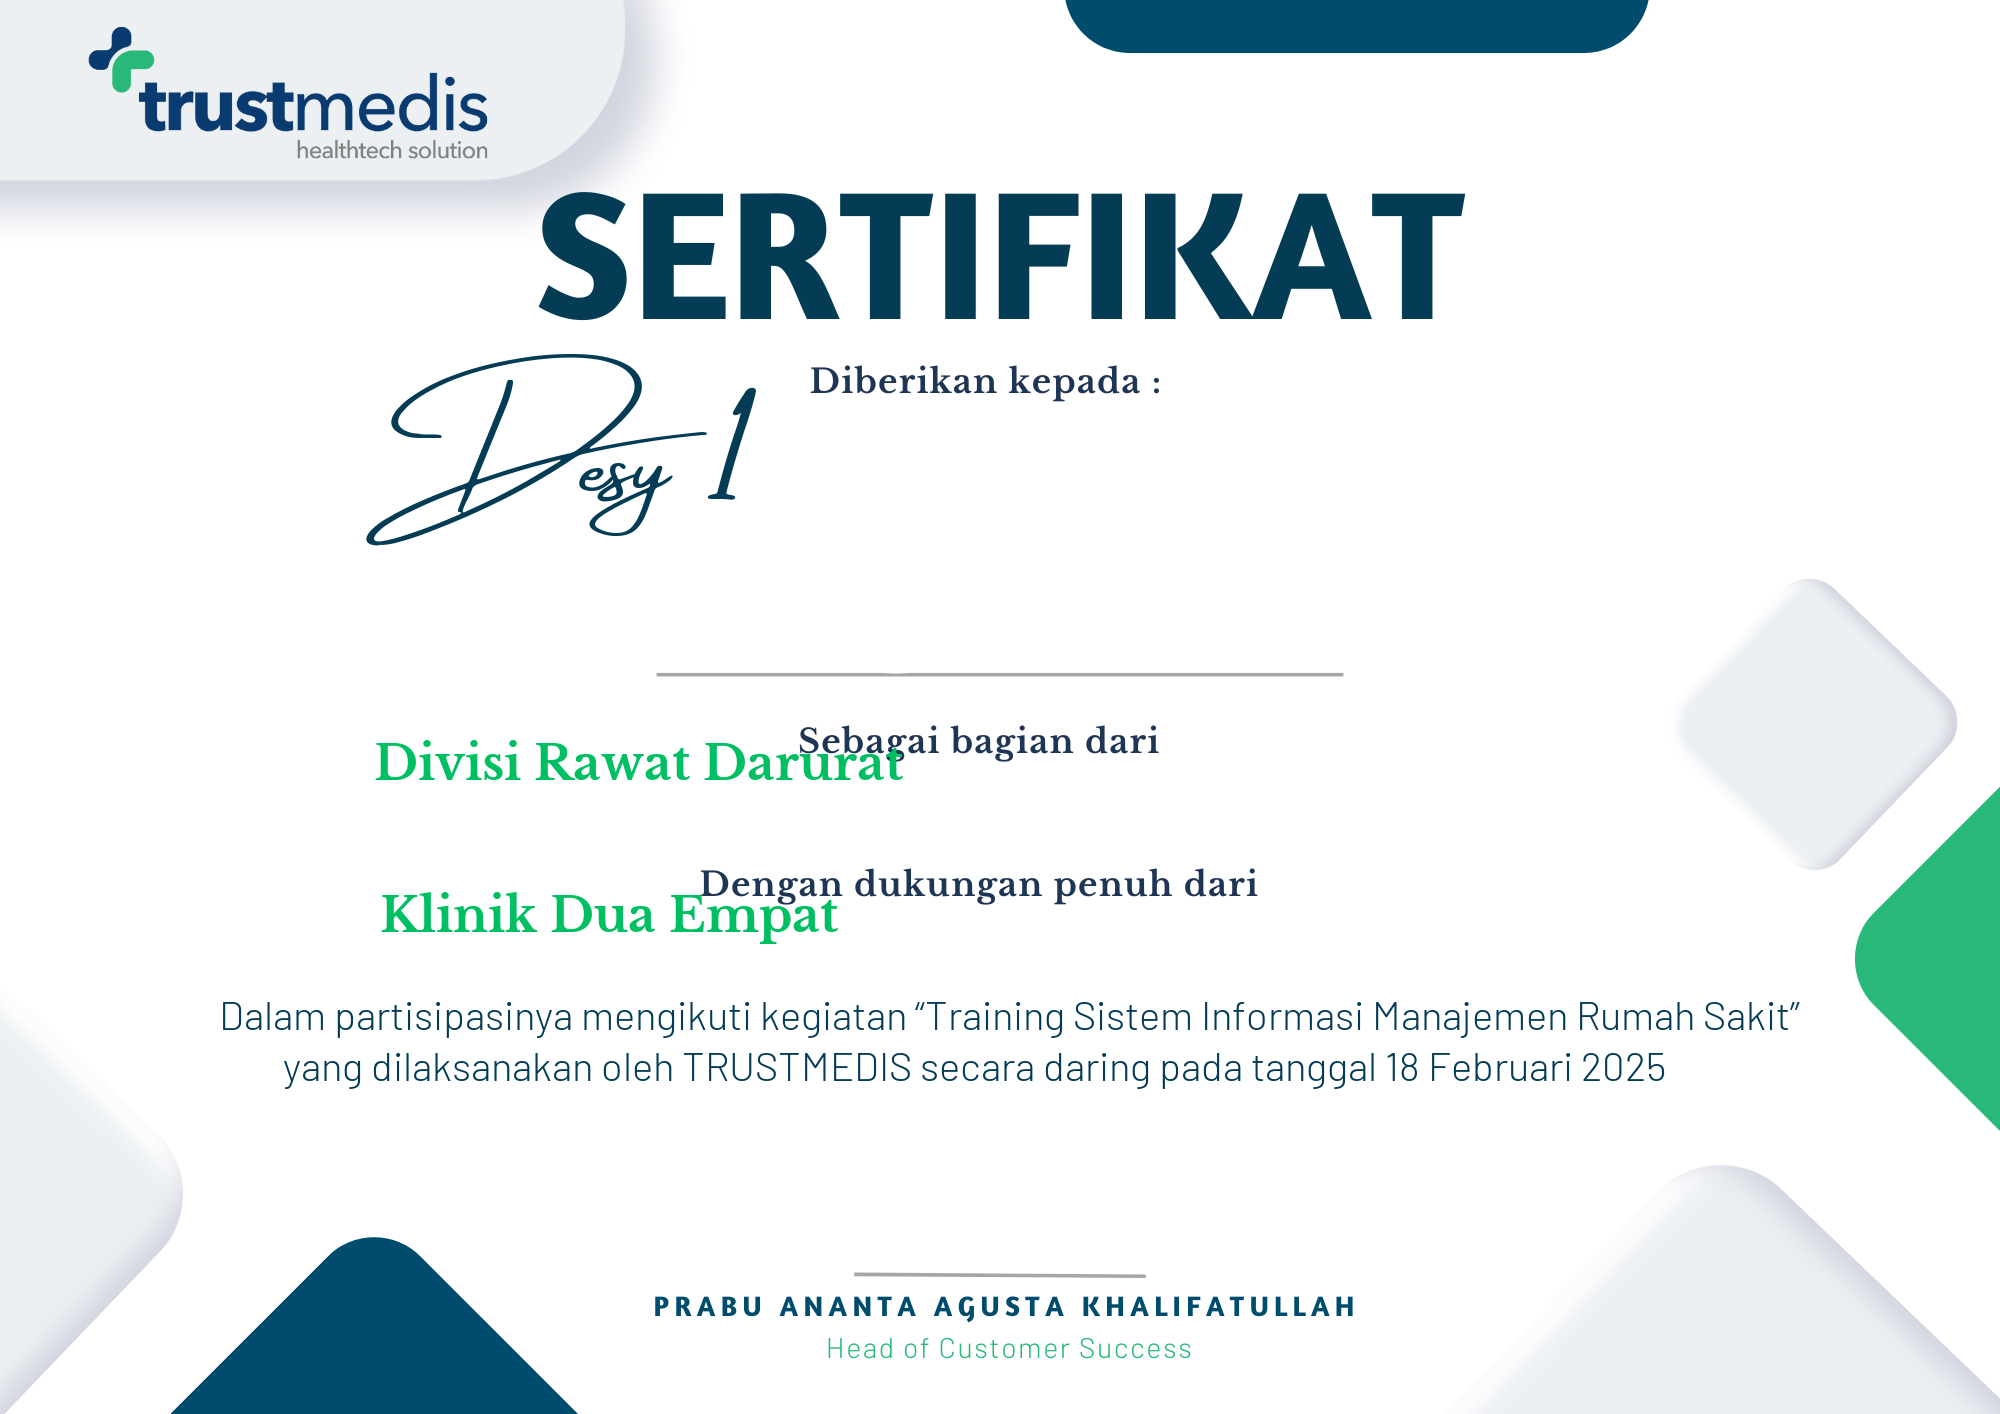 trustmedis
healthtech solution
SERTIFIKAT
Diberikan kepada :
Desy 1
Sebagai bagian dari
Divisi Rawat Darurat
Dengan dukungan penuh dari
Klinik Dua Empat
Dalam partisipasinya mengikuti kegiatan “Training Sistem Informasi Manajemen Rumah Sakit”
yang dilaksanakan oleh TRUSTMEDIS secara daring pada tanggal 18 Februari 2025
PRABU ANANTA AGUSTA KHALIFATULLAH
Head of Customer Success